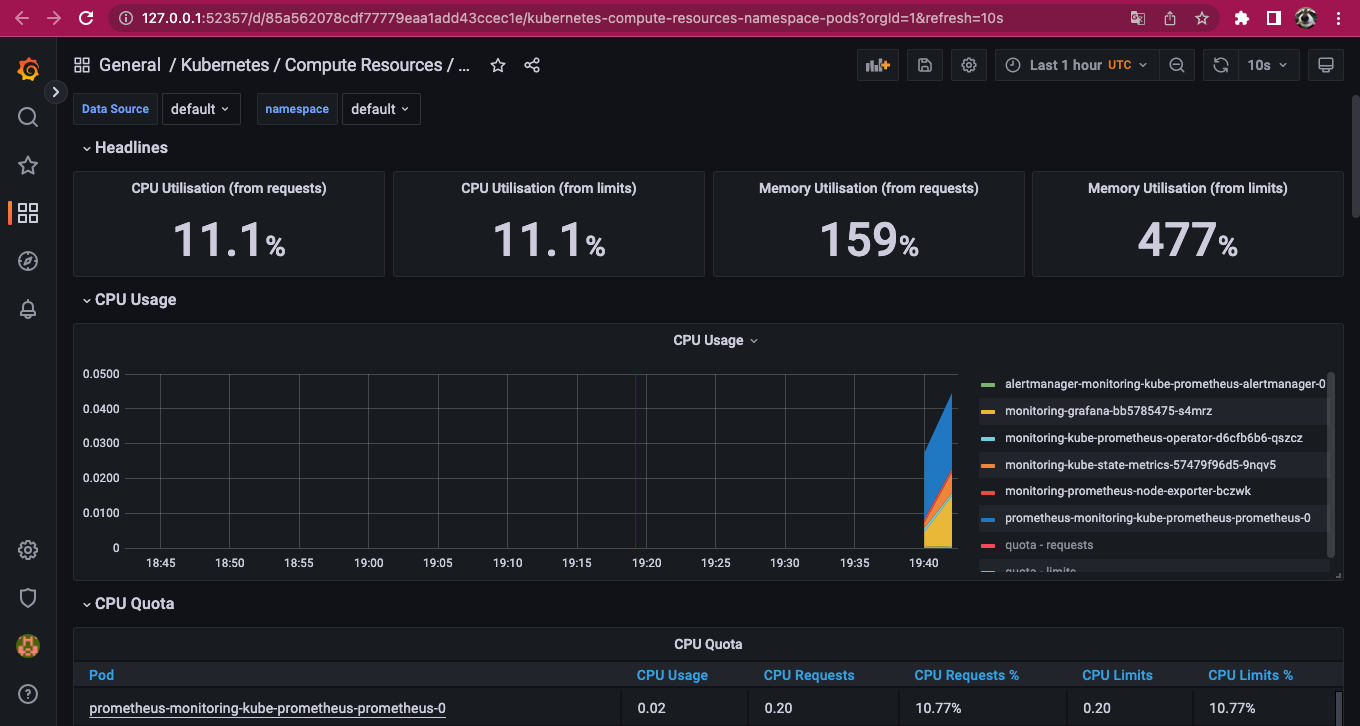 127.0.0.1:52357/d/85a562078cdf77779eaa1add43ccec1e/kubernetes-compute-resources-namespace-pods?orgId=1&refresh=10s
General / Kubernetes / Compute Resources / ...
Last 1 hour UTC
10s
Data Source default namespace default
Headlines
CPU Utilisation (from requests)
11.1%
CPU Utilisation (from limits)
11.1%
Memory Utilisation (from requests)
159%
Memory Utilisation (from limits)
477%
CPU Usage
CPU Usage
0.0500
0.0400
0.0300
0.0200
0.0100
0
18:45 18:50 18:55 19:00 19:05 19:10 19:15 19:20 19:25 19:30 19:35 19:40
alertmanager-monitoring-kube-prometheus-alertmanager-0
monitoring-grafana-bb5785475-s4mrz
monitoring-kube-prometheus-operator-d6cfb6b6-qszcz
monitoring-kube-state-metrics-57479f96d5-9nqv5
monitoring-prometheus-node-exporter-bczwk
prometheus-monitoring-kube-prometheus-prometheus-0
quota - requests
quota - limits
CPU Quota
CPU Quota
Pod CPU Usage CPU Requests CPU Requests % CPU Limits CPU Limits %
prometheus-monitoring-kube-prometheus-prometheus-0 0.02 0.20 10.77% 0.20 10.77%